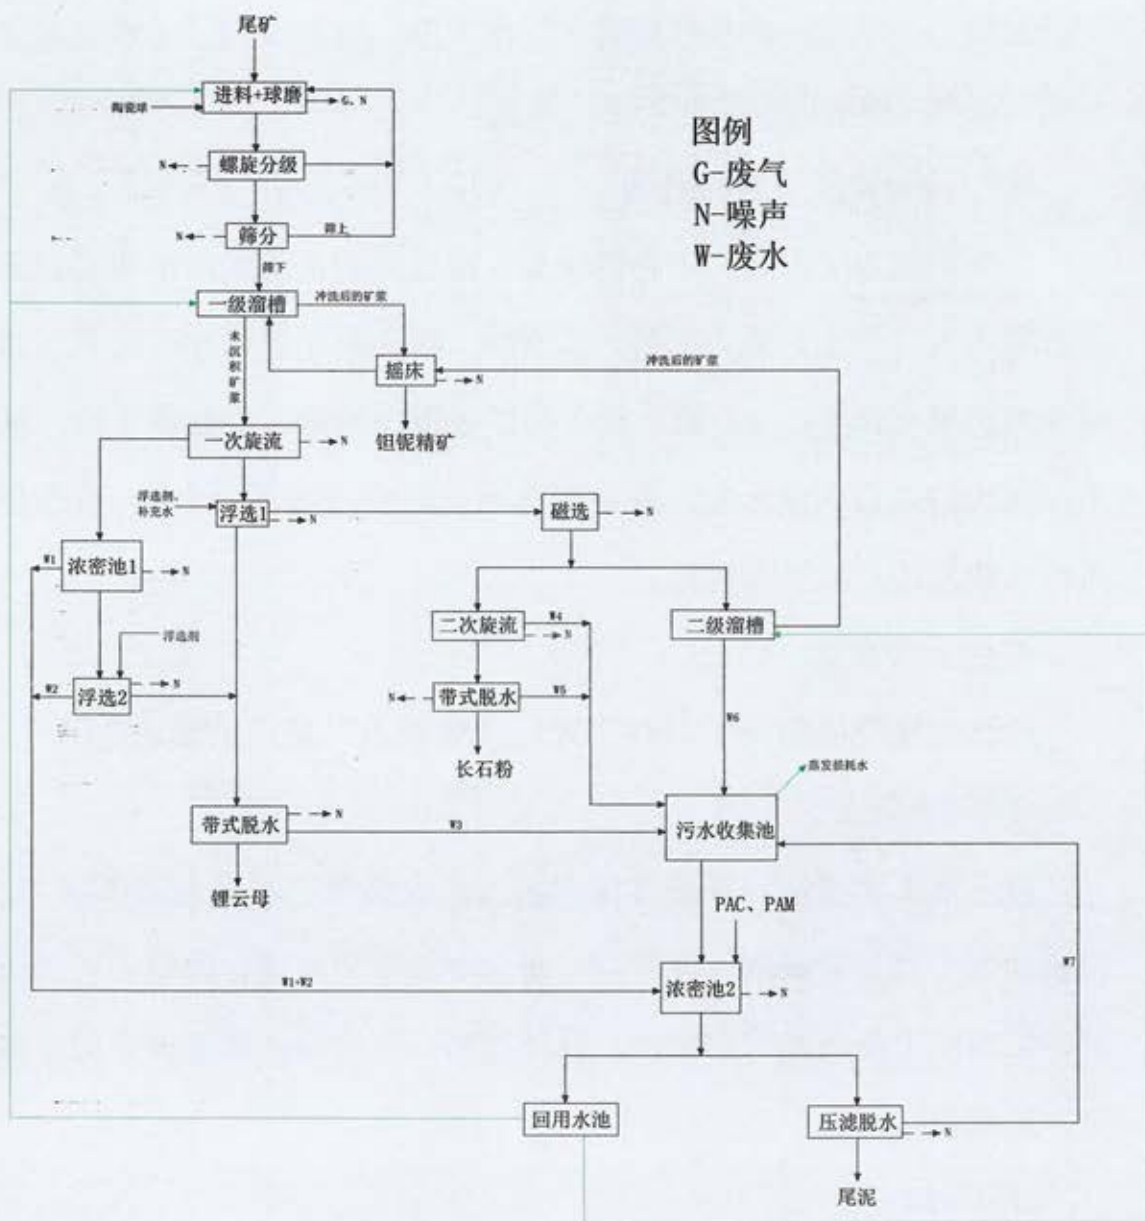 尾矿
进料+球磨
陶瓷球
G、N
图例
G-废气
N-噪声
W-废水
N
螺旋分级
N
筛分
筛上
筛下
一级溜槽
冲洗后的矿浆
未沉积矿浆
摇床
N
冲洗后的矿浆
钽铌精矿
一次旋流
N
浮选剂、
补充水
浮选1
N
磁选
N
W1
浓密池1
N
二次旋流
W4
N
二级溜槽
浮选剂
W2
浮选2
N
N
带式脱水
W5
W6
长石粉
蒸发损耗水
带式脱水
N
W3
污水收集池
锂云母
PAC、PAM
W7
W1+W2
浓密池2
N
回用水池
压滤脱水
N
尾泥